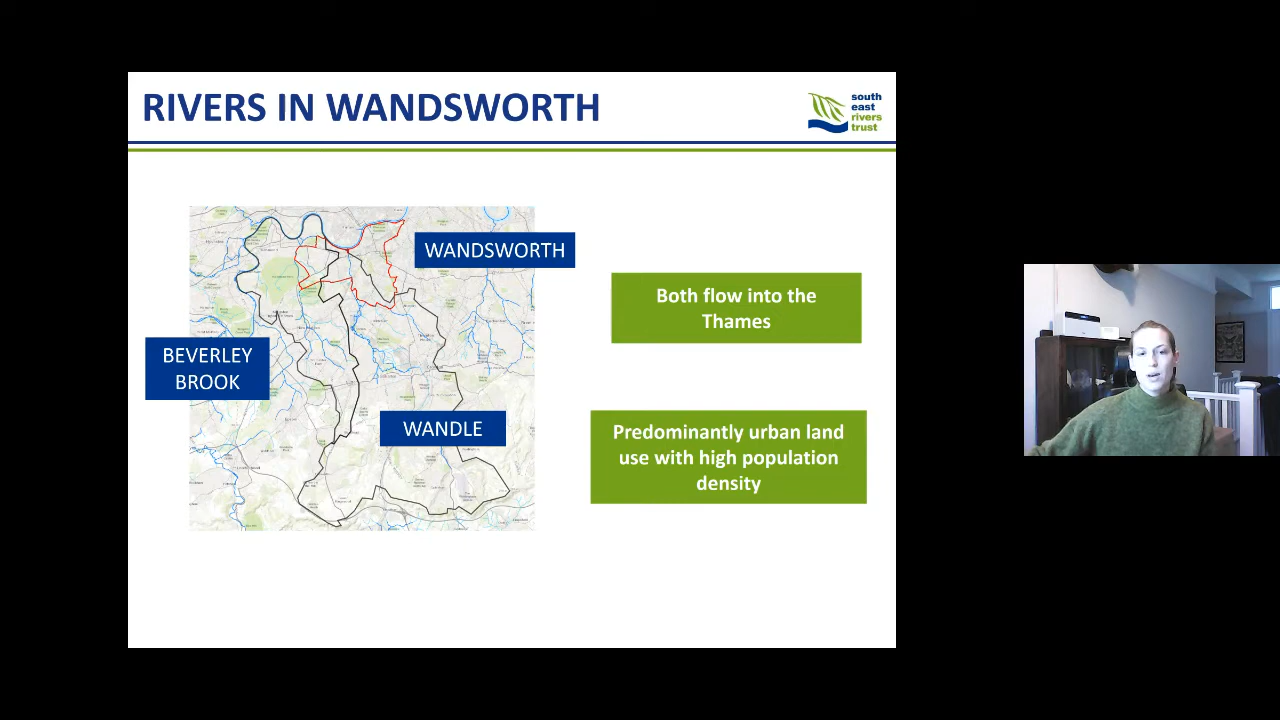 RIVERS IN WANDSWORTH
south
east
rivers
trust
WANDSWORTH
BEVERLEY
BROOK
WANDLE
Both flow into the
Thames
Predominantly urban land
use with high population
density